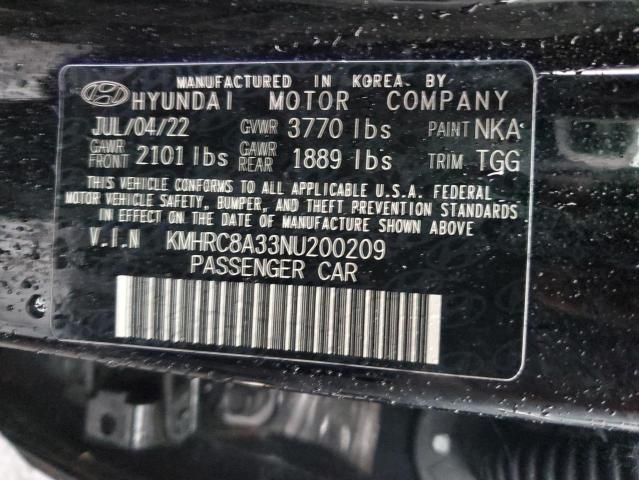 MANUFACTURED IN KOREA. BY
HYUNDAI MOTOR COMPANY
JUL/04/22 GVWR 3770 lbs PAINT NKA
GAWR FRONT 2101 lbs GAWR REAR 1889 lbs TRIM TGG
THIS VEHICLE CONFORMS TO ALL APPLICABLE U.S.A. FEDERAL
MOTOR VEHICLE SAFETY, BUMPER, AND THEFT PREVENTION STANDARDS
IN EFFECT ON THE DATE OF MANUFACTURE SHOWN ABOVE
V.I.N KMHRC8A33NU200209
PASSENGER CAR